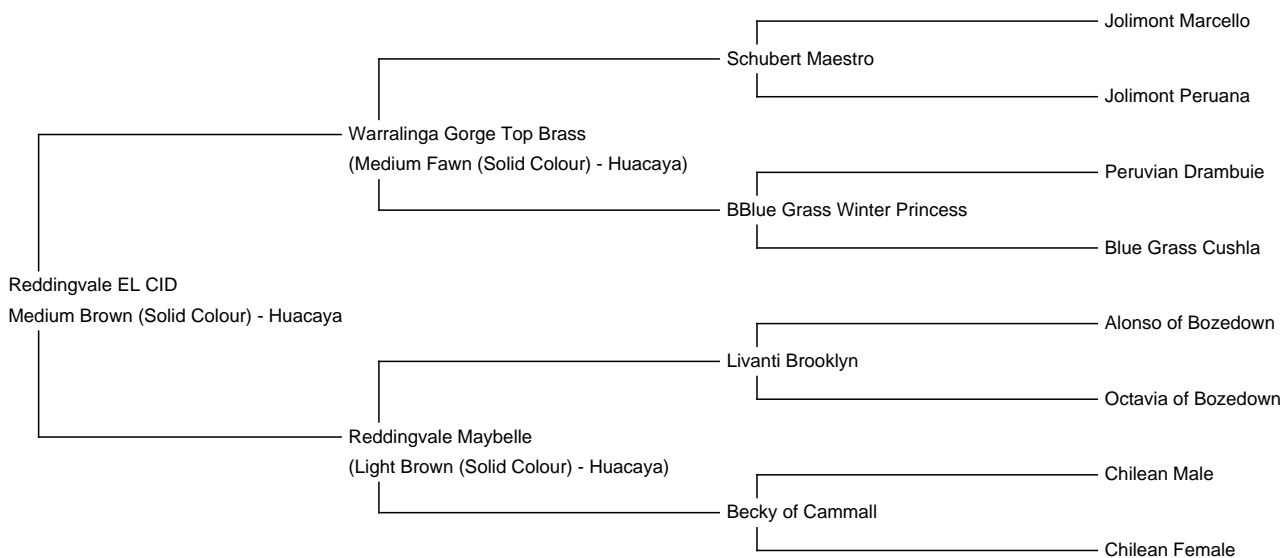 Jolimont Marcello
Schubert Maestro
Jolimont Peruana
Warralinga Gorge Top Brass
(Medium Fawn (Solid Colour) - Huacaya)
Peruvian Drambuie
BBlue Grass Winter Princess
Blue Grass Cushla
Reddingvale EL CID
Medium Brown (Solid Colour) - Huacaya
Alonso of Bozedown
Livanti Brooklyn
Octavia of Bozedown
Reddingvale Maybelle
(Light Brown (Solid Colour) - Huacaya)
Chilean Male
Becky of Cammall
Chilean Female